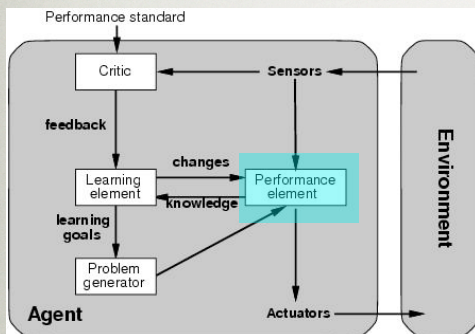 Performance standard
Critic
Sensors
feedback
changes
Learning
element
Performance
element
knowledge
learning
goals
Problem
generator
Agent
Actuators
Environment